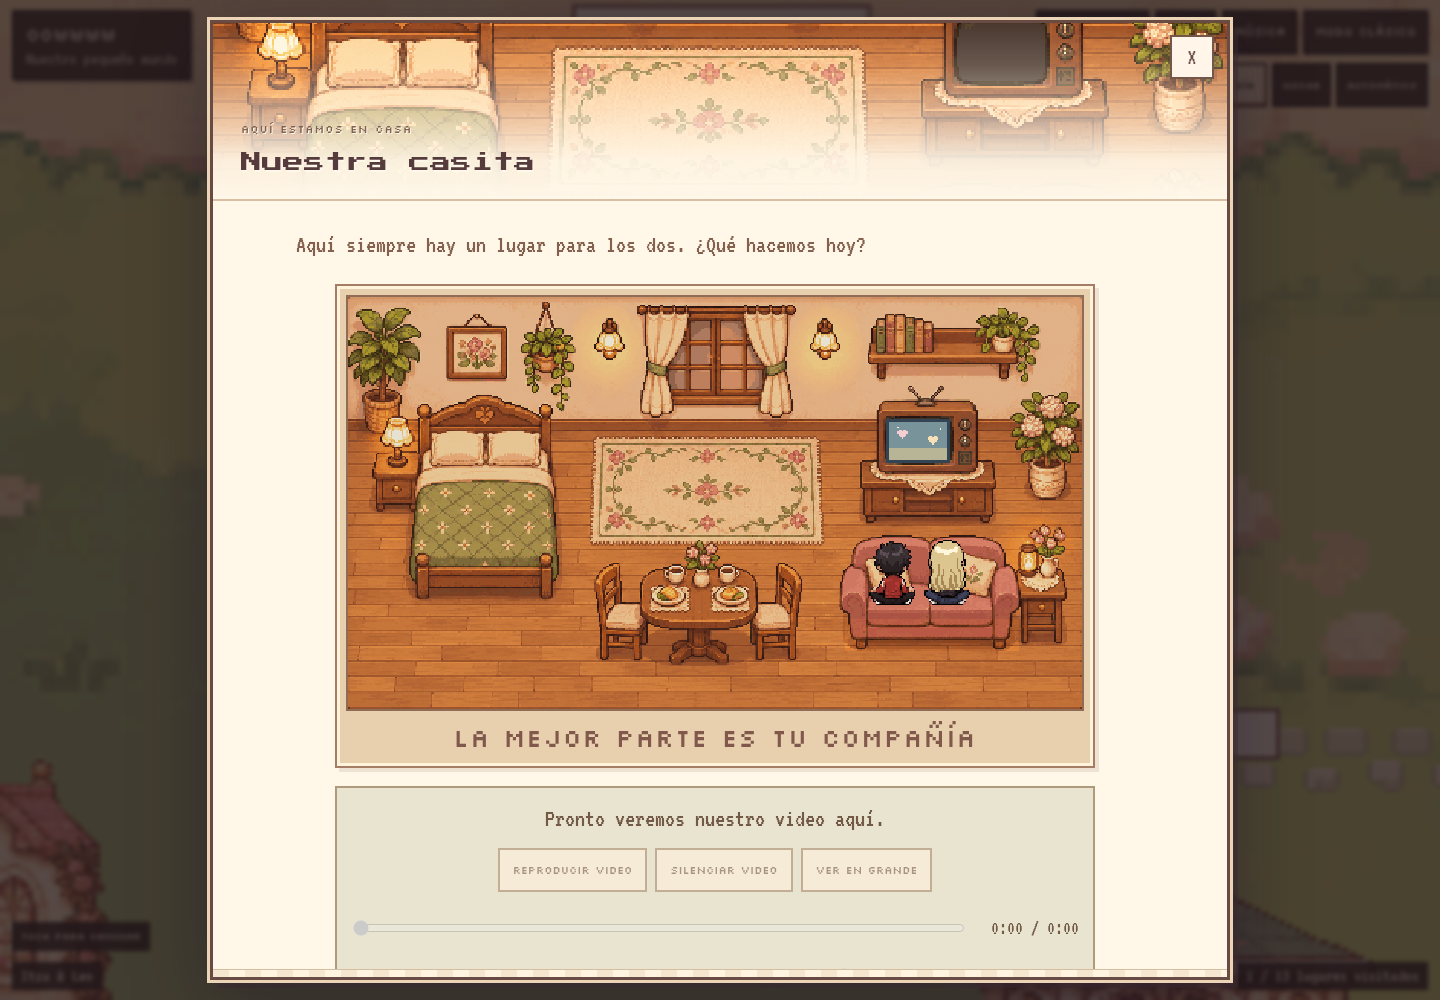 X
AQUÍ ESTAMOS EN CASA
Nuestra casita
Aquí siempre hay un lugar para los dos. ¿Qué hacemos hoy?
LA MEJOR PARTE ES TU COMPAÑÍA
Pronto veremos nuestro video aquí.
REPRODUCIR VIDEO
SILENCIAR VIDEO
VER EN GRANDE
0:00 / 0:00